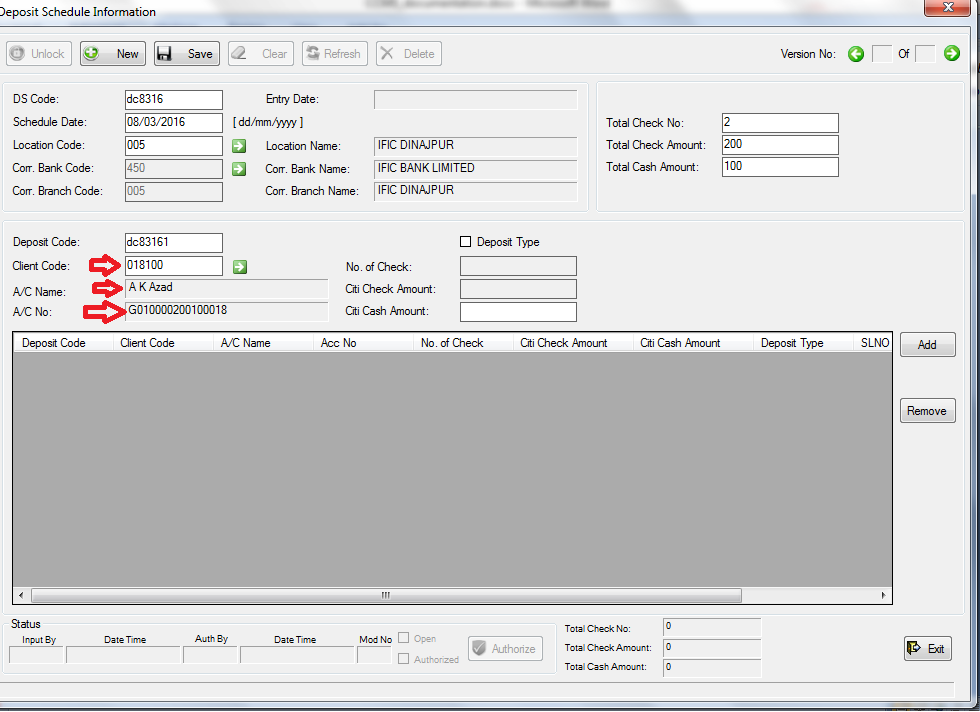 Deposit Schedule Information
Unlock New Save Clear Refresh Delete Version No: Of
DS Code: dc8316 Entry Date:
Schedule Date: 08/03/2016 [ dd/mm/yyyy ] Total Check No: 2
Location Code: 005 Location Name: IFIC DINAJPUR Total Check Amount: 200
Corr. Bank Code: 450 Corr. Bank Name: IFIC BANK LIMITED Total Cash Amount: 100
Corr. Branch Code: 005 Corr. Branch Name: IFIC DINAJPUR
Deposit Code: dc83161 Deposit Type
Client Code: 018100 No. of Check:
A/C Name: A K Azad Citi Check Amount:
A/C No: G010000200100018 Citi Cash Amount:
Deposit Code Client Code A/C Name Acc No No. of Check Citi Check Amount Citi Cash Amount Deposit Type SLNO Add
Remove
Status
Input By Date Time Auth By Date Time Mod No Open Total Check No: 0
Authorized Authorize Total Check Amount: 0 Exit
Total Cash Amount: 0